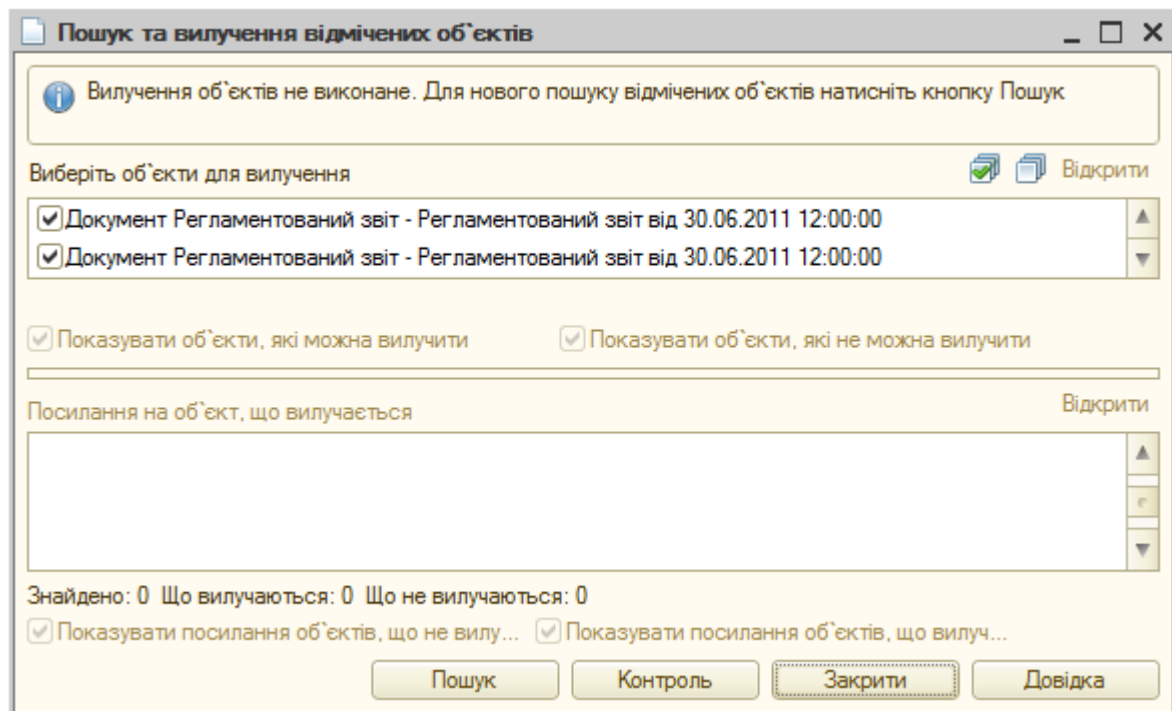 Пошук та вилучення відмічених об`єктів
Вилучення об`єктів не виконане. Для нового пошуку відмічених об`єктів натисніть кнопку Пошук
Виберіть об`єкти для вилучення
Відкрити
Документ Регламентований звіт - Регламентований звіт від 30.06.2011 12:00:00
Документ Регламентований звіт - Регламентований звіт від 30.06.2011 12:00:00
Показувати об`єкти, які можна вилучити Показувати об`єкти, які не можна вилучити
Посилання на об`єкт, що вилучається
Відкрити
Знайдено: 0 Що вилучаються: 0 Що не вилучаються: 0
Показувати посилання об`єктів, що не вилу... Показувати посилання об`єктів, що вилуч...
Пошук Контроль Закрити Довідка